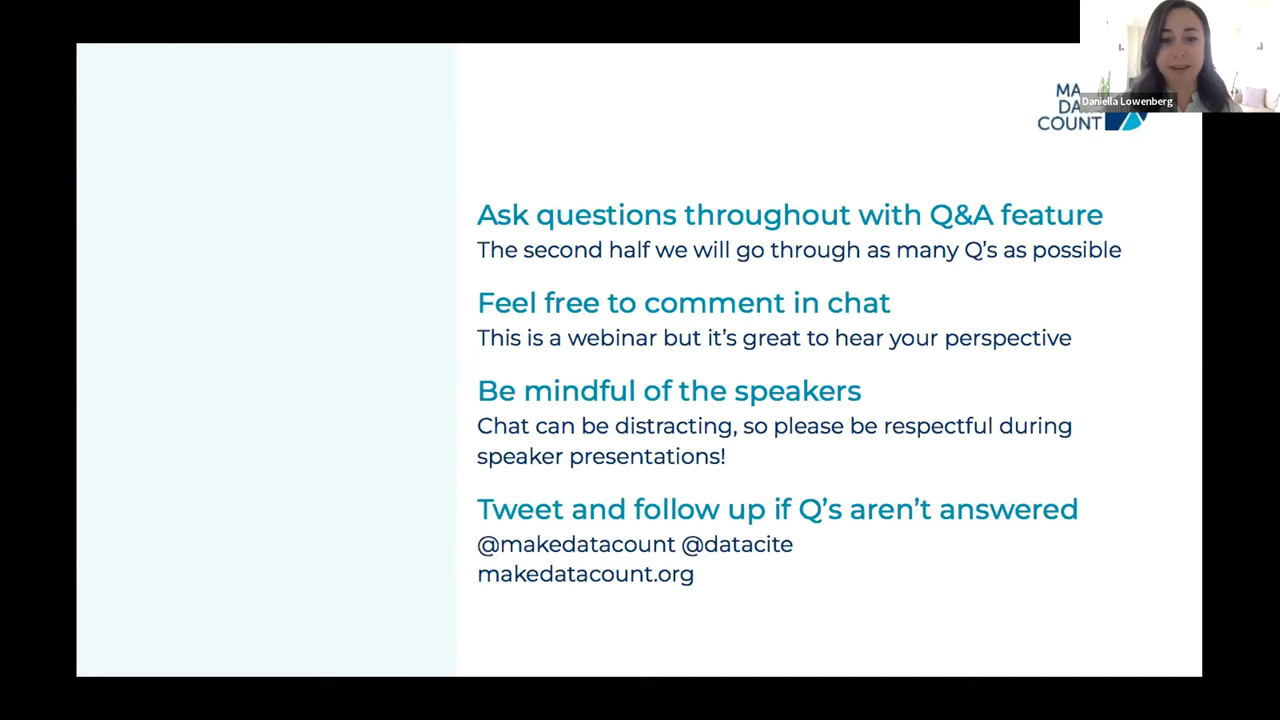 MA
DA
COUNT
Daniella Lowenberg
Ask questions throughout with Q&A feature
The second half we will go through as many Q's as possible
Feel free to comment in chat
This is a webinar but it's great to hear your perspective
Be mindful of the speakers
Chat can be distracting, so please be respectful during
speaker presentations!
Tweet and follow up if Q's aren't answered
@makedatacount @datacite
makedatacount.org